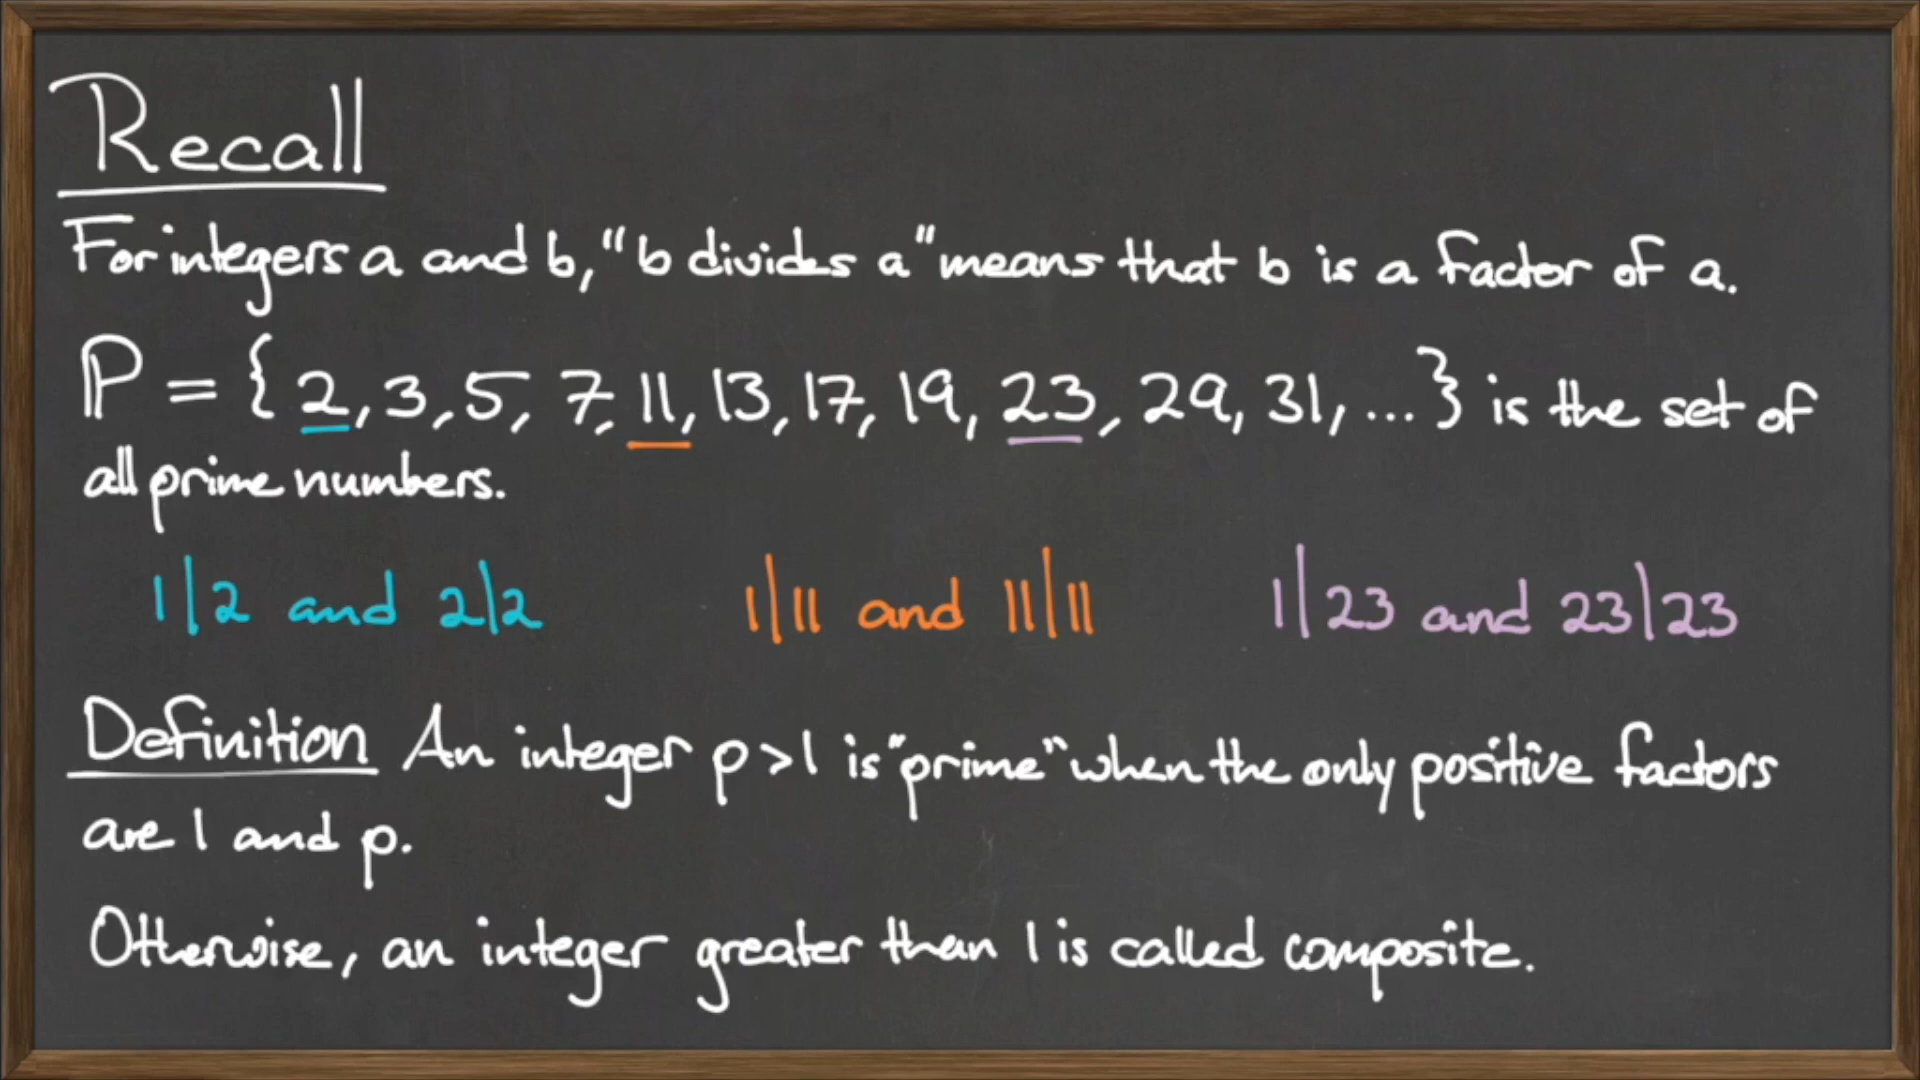 Recall
For integers a and b, "b divides a" means that b is a factor of a.
ℙ = {2, 3, 5, 7, 11, 13, 17, 19, 23, 29, 31, ...} is the set of
all prime numbers.
1|2 and 2|2 1|11 and 11|11 1|23 and 23|23
Definition An integer p>1 is "prime" when the only positive factors
are 1 and p.
Otherwise, an integer greater than 1 is called composite.